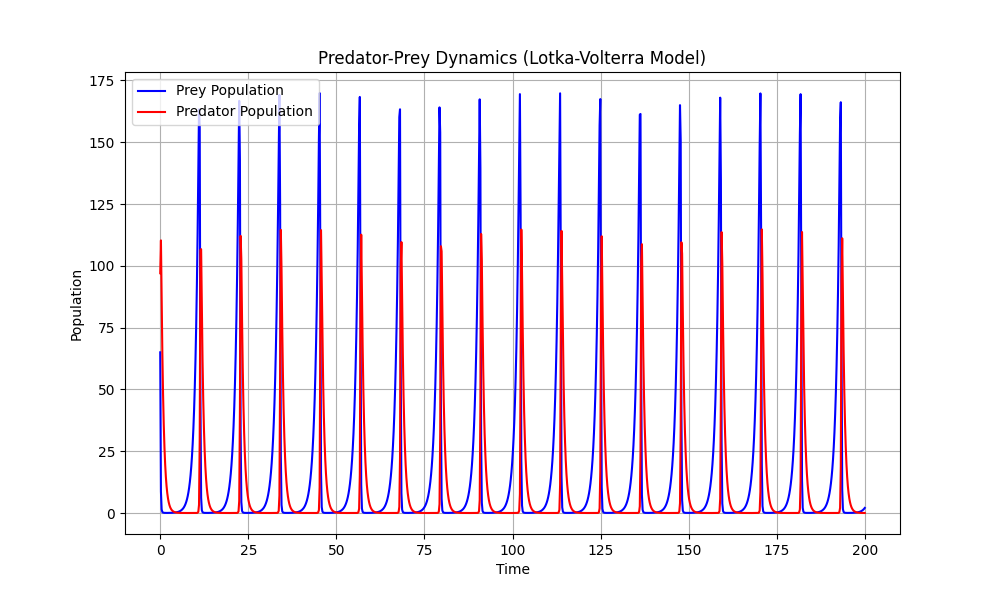 Predator-Prey Dynamics (Lotka-Volterra Model)
Prey Population
Predator Population
175
150
125
100
75
50
25
0
Population
0 25 50 75 100 125 150 175 200
Time